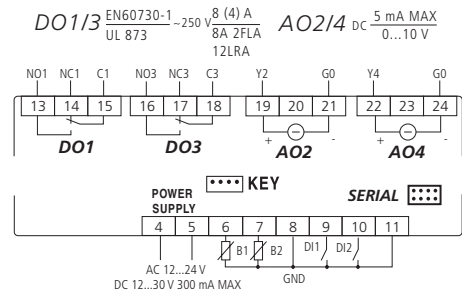 DO1/3 EN60730-1 ~250 V 8 (4) A
UL 873 8A 2FLA
12LRA
AO2/4 DC 5 mA MAX
0...10 V
NO1 NC1 C1 NO3 NC3 C3 Y2 G0 Y4 G0
13 14 15 16 17 18 19 20 21 22 23 24
+ - + -
DO1 DO3 AO2 AO4
KEY
SERIAL
POWER
SUPPLY
4 5 6 7 8 9 10 11
B1 B2 DI1 DI2
AC 12...24 V
DC 12...30 V 300 mA MAX
GND